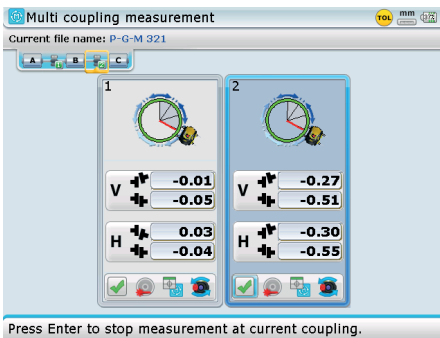 Multi coupling measurement
TOL mm
Current file name: P-G-M 321
A B C
1
V -0.01
-0.05
H 0.03
-0.04
2
V -0.27
-0.51
H -0.30
-0.55
Press Enter to stop measurement at current coupling.